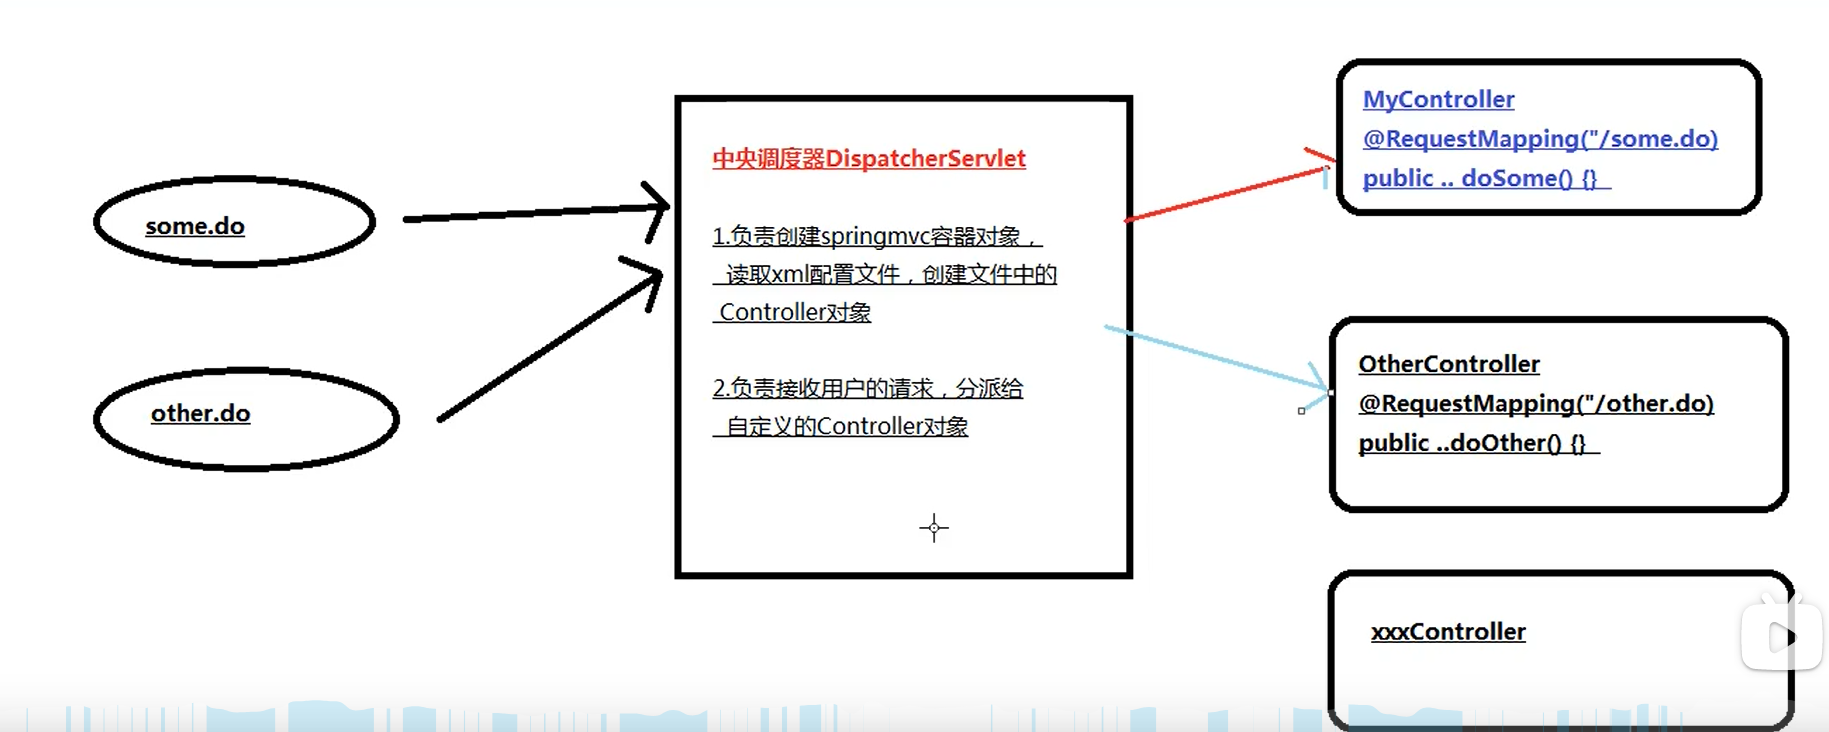 some.do
other.do
中央调度器DispatcherServlet
1.负责创建springmvc容器对象，
读取xml配置文件，创建文件中的
Controller对象
2.负责接收用户的请求，分派给
自定义的Controller对象
MyController
@RequestMapping("/some.do)
public .. doSome() {}
OtherController
@RequestMapping("/other.do)
public ..doOther() {}
xxxController